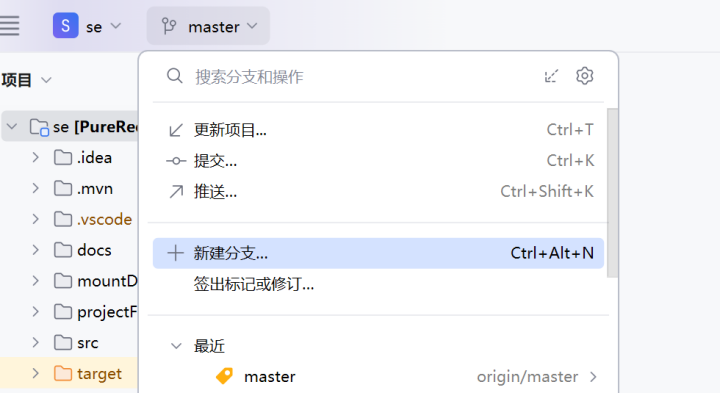 S se master
搜索分支和操作
项目
更新项目... Ctrl+T
se [PureRe
提交... Ctrl+K
.idea
推送... Ctrl+Shift+K
.mvn
.vscode
新建分支... Ctrl+Alt+N
docs
签出标记或修订...
mountD
projectF
src
最近
target
master origin/master